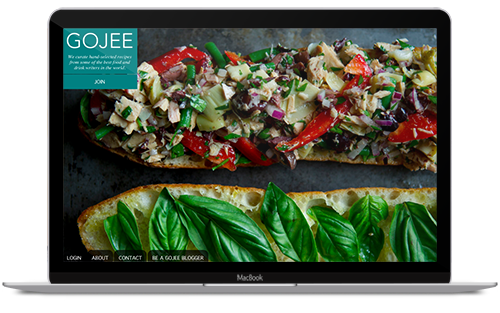 GOJEE
We curate hand-selected recipes
from some of the best food and
drink writers in the world.
JOIN
LOGIN ABOUT CONTACT BE A GOJEE BLOGGER
MacBook